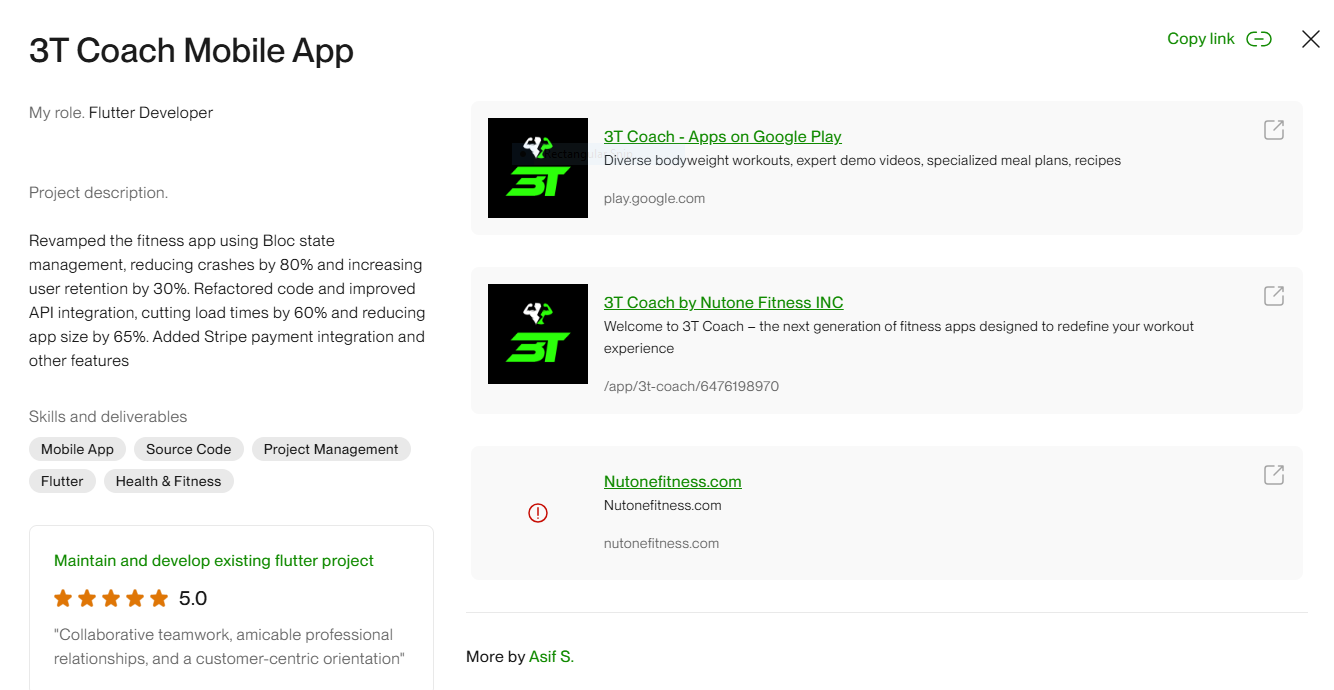 3T Coach Mobile App
Copy link
My role. Flutter Developer
Project description.
Revamped the fitness app using Bloc state
management, reducing crashes by 80% and increasing
user retention by 30%. Refactored code and improved
API integration, cutting load times by 60% and reducing
app size by 65%. Added Stripe payment integration and
other features
Skills and deliverables
Mobile App
Source Code
Project Management
Flutter
Health & Fitness
Maintain and develop existing flutter project
5.0
"Collaborative teamwork, amicable professional
relationships, and a customer-centric orientation"
3T
3T Coach - Apps on Google Play
Diverse bodyweight workouts, expert demo videos, specialized meal plans, recipes
play.google.com
3T
3T Coach by Nutone Fitness INC
Welcome to 3T Coach – the next generation of fitness apps designed to redefine your workout
experience
/app/3t-coach/6476198970
Nutonefitness.com
Nutonefitness.com
nutonefitness.com
More by Asif S.